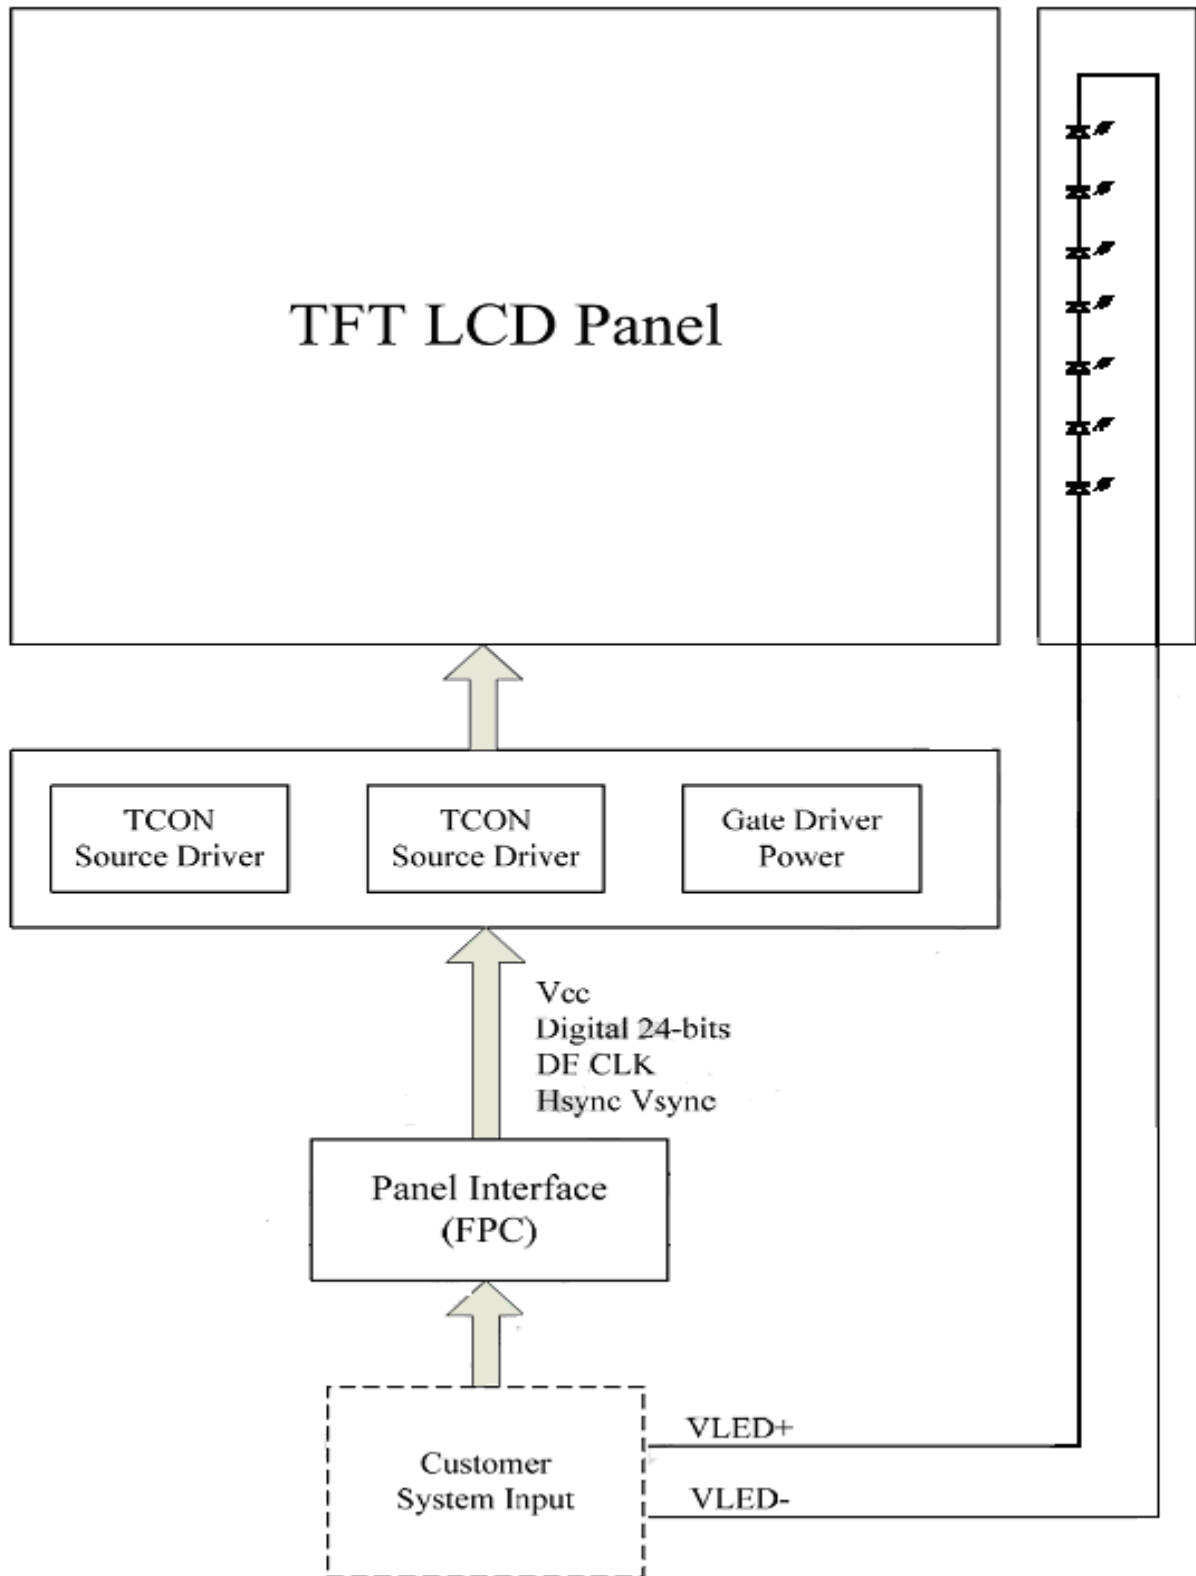 TFT LCD Panel
TCON
Source Driver
TCON
Source Driver
Gate Driver
Power
Vcc
Digital 24-bits
DE CLK
Hsync Vsync
Panel Interface
(FPC)
Customer
System Input
VLED+
VLED-